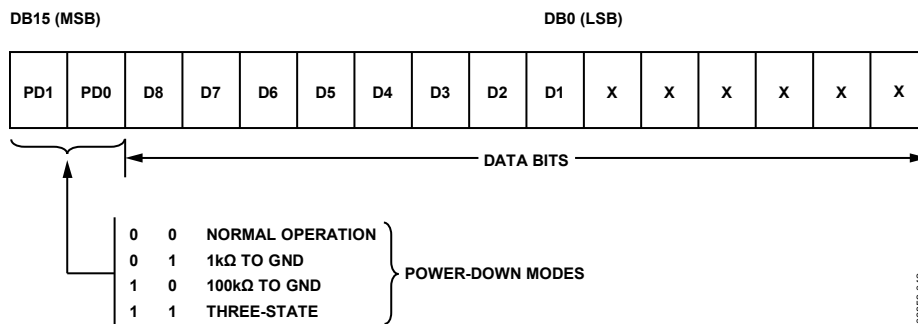 DB15 (MSB) DB0 (LSB)
PD1 PD0 D8 D7 D6 D5 D4 D3 D2 D1 X X X X X X
DATA BITS
0 0 NORMAL OPERATION
0 1 1kΩ TO GND
1 0 100kΩ TO GND
1 1 THREE-STATE
POWER-DOWN MODES